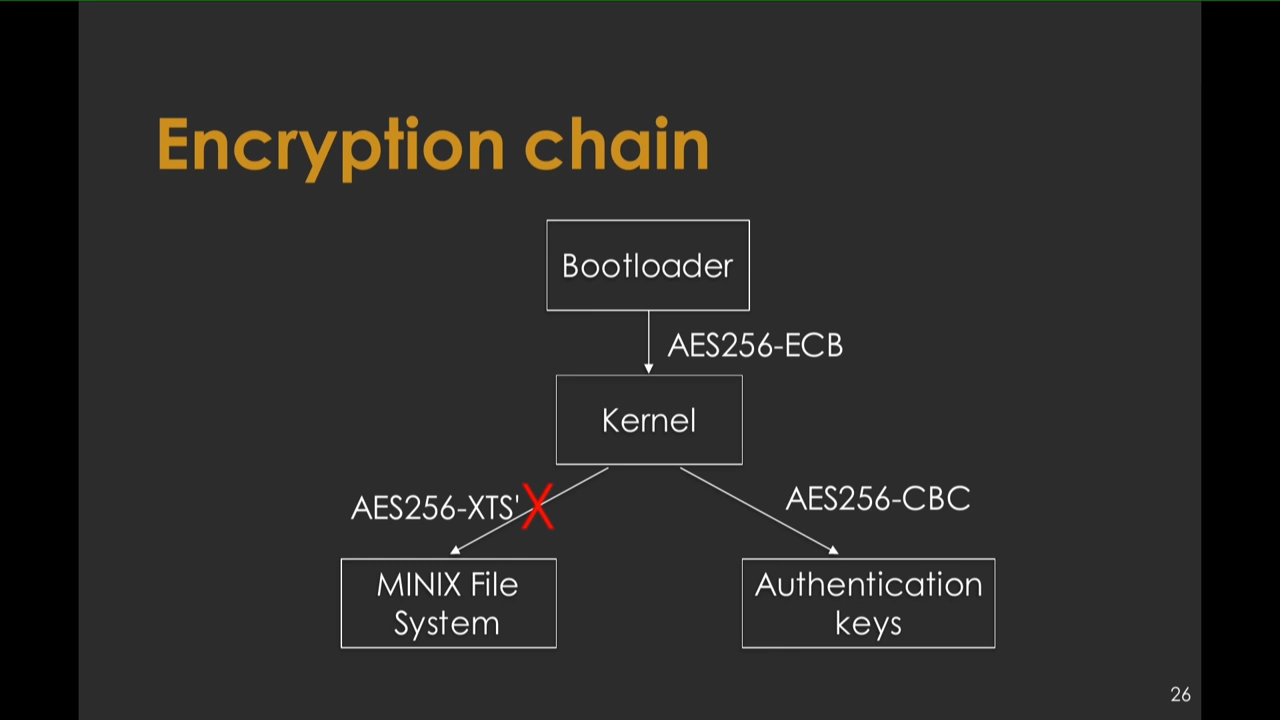 Encryption chain
Bootloader
AES256-ECB
Kernel
AES256-XTS'
AES256-CBC
MINIX File
System
Authentication
keys
26